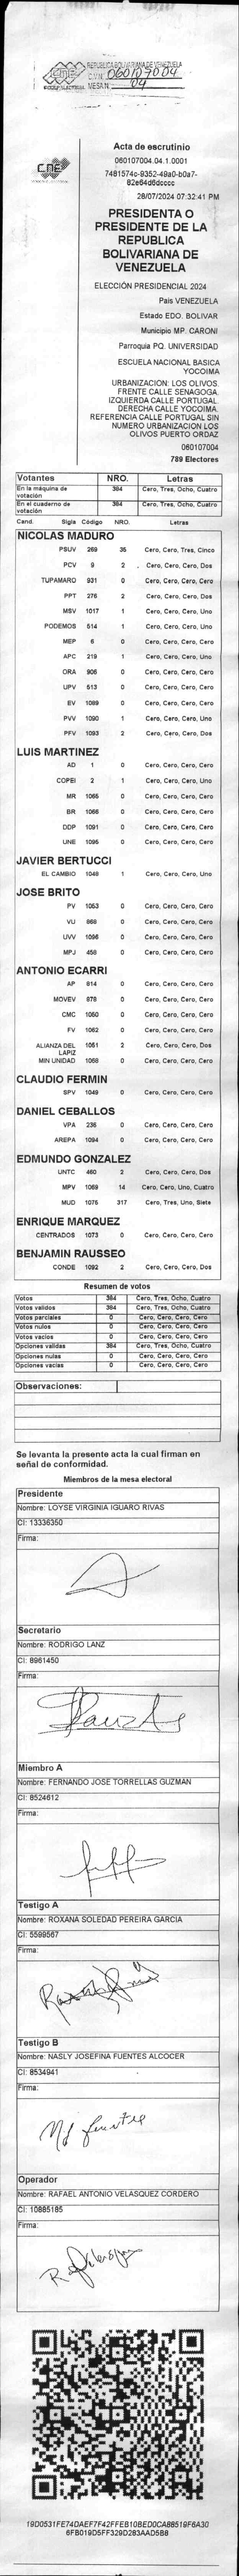 REPUBLICA BOLIVARIANA DE VENEZUELA
C.V. Nº 060107004
MESA Nº 04
CNE
PODER ELECTORAL
CNE
Acta de escrutinio
060107004.04.1.0001
7481574c-9352-49a0-b0a7-
82e64d6dcccc
28/07/2024 07:32:41 PM
PRESIDENTA O
PRESIDENTE DE LA
REPUBLICA
BOLIVARIANA DE
VENEZUELA
ELECCIÓN PRESIDENCIAL 2024
País VENEZUELA
Estado EDO. BOLIVAR
Municipio MP. CARONI
Parroquia PQ. UNIVERSIDAD
ESCUELA NACIONAL BASICA
YOCOIMA
URBANIZACION: LOS OLIVOS.
FRENTE CALLE SENAGOGA.
IZQUIERDA CALLE PORTUGAL.
DERECHA CALLE YOCOIMA.
REFERENCIA CALLE PORTUGAL SIN
NUMERO URBANIZACION LOS
OLIVOS PUERTO ORDAZ
060107004
789 Electores
Votantes NRO. Letras
En la máquina de votación 384 Cero, Tres, Ocho, Cuatro
En el cuaderno de votación 384 Cero, Tres, Ocho, Cuatro
Cand. Sigla Código NRO. Letras
NICOLAS MADURO
PSUV 269 35 Cero, Cero, Tres, Cinco
PCV 9 2 Cero, Cero, Cero, Dos
TUPAMARO 931 0 Cero, Cero, Cero, Cero
PPT 276 2 Cero, Cero, Cero, Dos
MSV 1017 1 Cero, Cero, Cero, Uno
PODEMOS 514 1 Cero, Cero, Cero, Uno
MEP 6 0 Cero, Cero, Cero, Cero
APC 219 1 Cero, Cero, Cero, Uno
ORA 906 0 Cero, Cero, Cero, Cero
UPV 513 0 Cero, Cero, Cero, Cero
EV 1089 0 Cero, Cero, Cero, Cero
PVV 1090 1 Cero, Cero, Cero, Uno
PFV 1093 2 Cero, Cero, Cero, Dos
LUIS MARTINEZ
AD 1 0 Cero, Cero, Cero, Cero
COPEI 2 1 Cero, Cero, Cero, Uno
MR 1065 0 Cero, Cero, Cero, Cero
BR 1066 0 Cero, Cero, Cero, Cero
DDP 1091 0 Cero, Cero, Cero, Cero
UNE 1095 0 Cero, Cero, Cero, Cero
JAVIER BERTUCCI
EL CAMBIO 1048 1 Cero, Cero, Cero, Uno
JOSE BRITO
PV 1053 0 Cero, Cero, Cero, Cero
VU 868 0 Cero, Cero, Cero, Cero
UVV 1096 0 Cero, Cero, Cero, Cero
MPJ 458 0 Cero, Cero, Cero, Cero
ANTONIO ECARRI
AP 814 0 Cero, Cero, Cero, Cero
MOVEV 878 0 Cero, Cero, Cero, Cero
CMC 1050 0 Cero, Cero, Cero, Cero
FV 1062 0 Cero, Cero, Cero, Cero
ALIANZA DEL LAPIZ 1051 2 Cero, Cero, Cero, Dos
MIN UNIDAD 1068 0 Cero, Cero, Cero, Cero
CLAUDIO FERMIN
SPV 1049 0 Cero, Cero, Cero, Cero
DANIEL CEBALLOS
VPA 236 0 Cero, Cero, Cero, Cero
AREPA 1094 0 Cero, Cero, Cero, Cero
EDMUNDO GONZALEZ
UNTC 460 2 Cero, Cero, Cero, Dos
MPV 1069 14 Cero, Cero, Uno, Cuatro
MUD 1075 317 Cero, Tres, Uno, Siete
ENRIQUE MARQUEZ
CENTRADOS 1073 0 Cero, Cero, Cero, Cero
BENJAMIN RAUSSEO
CONDE 1092 2 Cero, Cero, Cero, Dos
Resumen de votos
Votos 384 Cero, Tres, Ocho, Cuatro
Votos validos 384 Cero, Tres, Ocho, Cuatro
Votos parciales 0 Cero, Cero, Cero, Cero
Votos nulos 0 Cero, Cero, Cero, Cero
Votos vacios 0 Cero, Cero, Cero, Cero
Opciones validas 384 Cero, Tres, Ocho, Cuatro
Opciones nulas 0 Cero, Cero, Cero, Cero
Opciones vacias 0 Cero, Cero, Cero, Cero
Observaciones:
Se levanta la presente acta la cual firman en
señal de conformidad.
Miembros de la mesa electoral
Presidente
Nombre: LOYSE VIRGINIA IGUARO RIVAS
CI: 13336350
Firma:
Secretario
Nombre: RODRIGO LANZ
CI: 8961450
Firma:
Miembro A
Nombre: FERNANDO JOSE TORRELLAS GUZMAN
CI: 8524612
Firma:
Testigo A
Nombre: ROXANA SOLEDAD PEREIRA GARCIA
CI: 5599567
Firma:
Testigo B
Nombre: NASLY JOSEFINA FUENTES ALCOCER
CI: 8534941
Firma:
Operador
Nombre: RAFAEL ANTONIO VELASQUEZ CORDERO
CI: 10885185
Firma:
19D0531FE74DAEF7F42FFEB10BED0CA88519F6A30
6FB019D5FF329D283AAD5B8